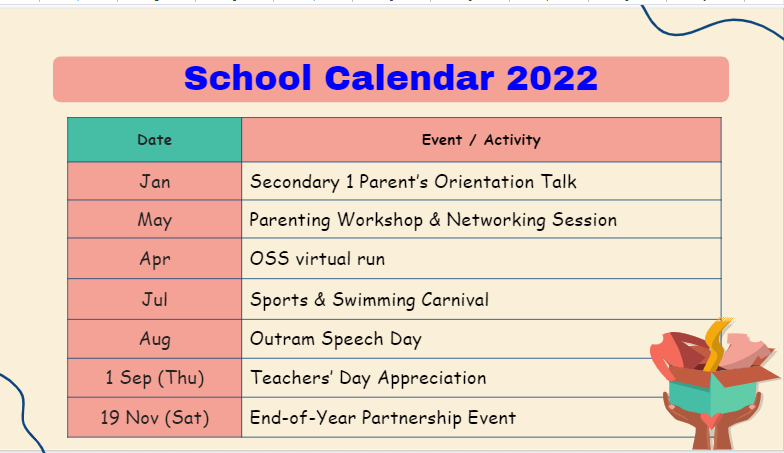 School Calendar 2022
Date Event / Activity
Jan Secondary 1 Parent's Orientation Talk
May Parenting Workshop & Networking Session
Apr OSS virtual run
Jul Sports & Swimming Carnival
Aug Outram Speech Day
1 Sep (Thu) Teachers' Day Appreciation
19 Nov (Sat) End-of-Year Partnership Event